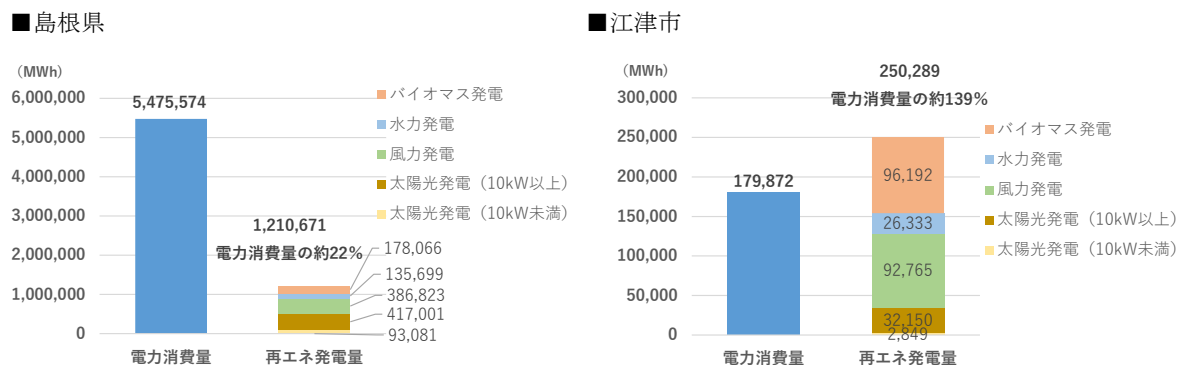 ■島根県
（MWh）
6,000,000
5,000,000
4,000,000
3,000,000
2,000,000
1,000,000
0
5,475,574
1,210,671
電力消費量の約22%
178,066
135,699
386,823
417,001
93,081
電力消費量
再エネ発電量
バイオマス発電
水力発電
風力発電
太陽光発電（10kW以上）
太陽光発電（10kW未満）
■江津市
（MWh）
300,000
250,000
200,000
150,000
100,000
50,000
0
179,872
250,289
電力消費量の約139%
96,192
26,333
92,765
32,150
2,849
電力消費量
再エネ発電量
バイオマス発電
水力発電
風力発電
太陽光発電（10kW以上）
太陽光発電（10kW未満）